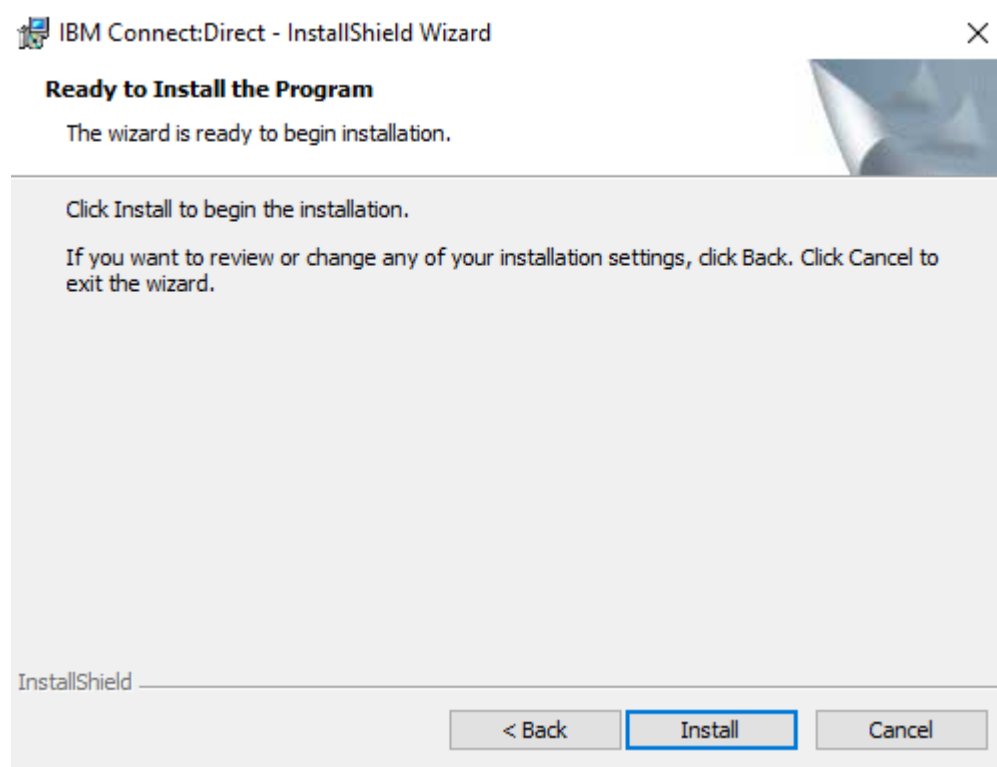 IBM Connect:Direct - InstallShield Wizard
Ready to Install the Program
The wizard is ready to begin installation.
Click Install to begin the installation.
If you want to review or change any of your installation settings, click Back. Click Cancel to
exit the wizard.
InstallShield
< Back
Install
Cancel